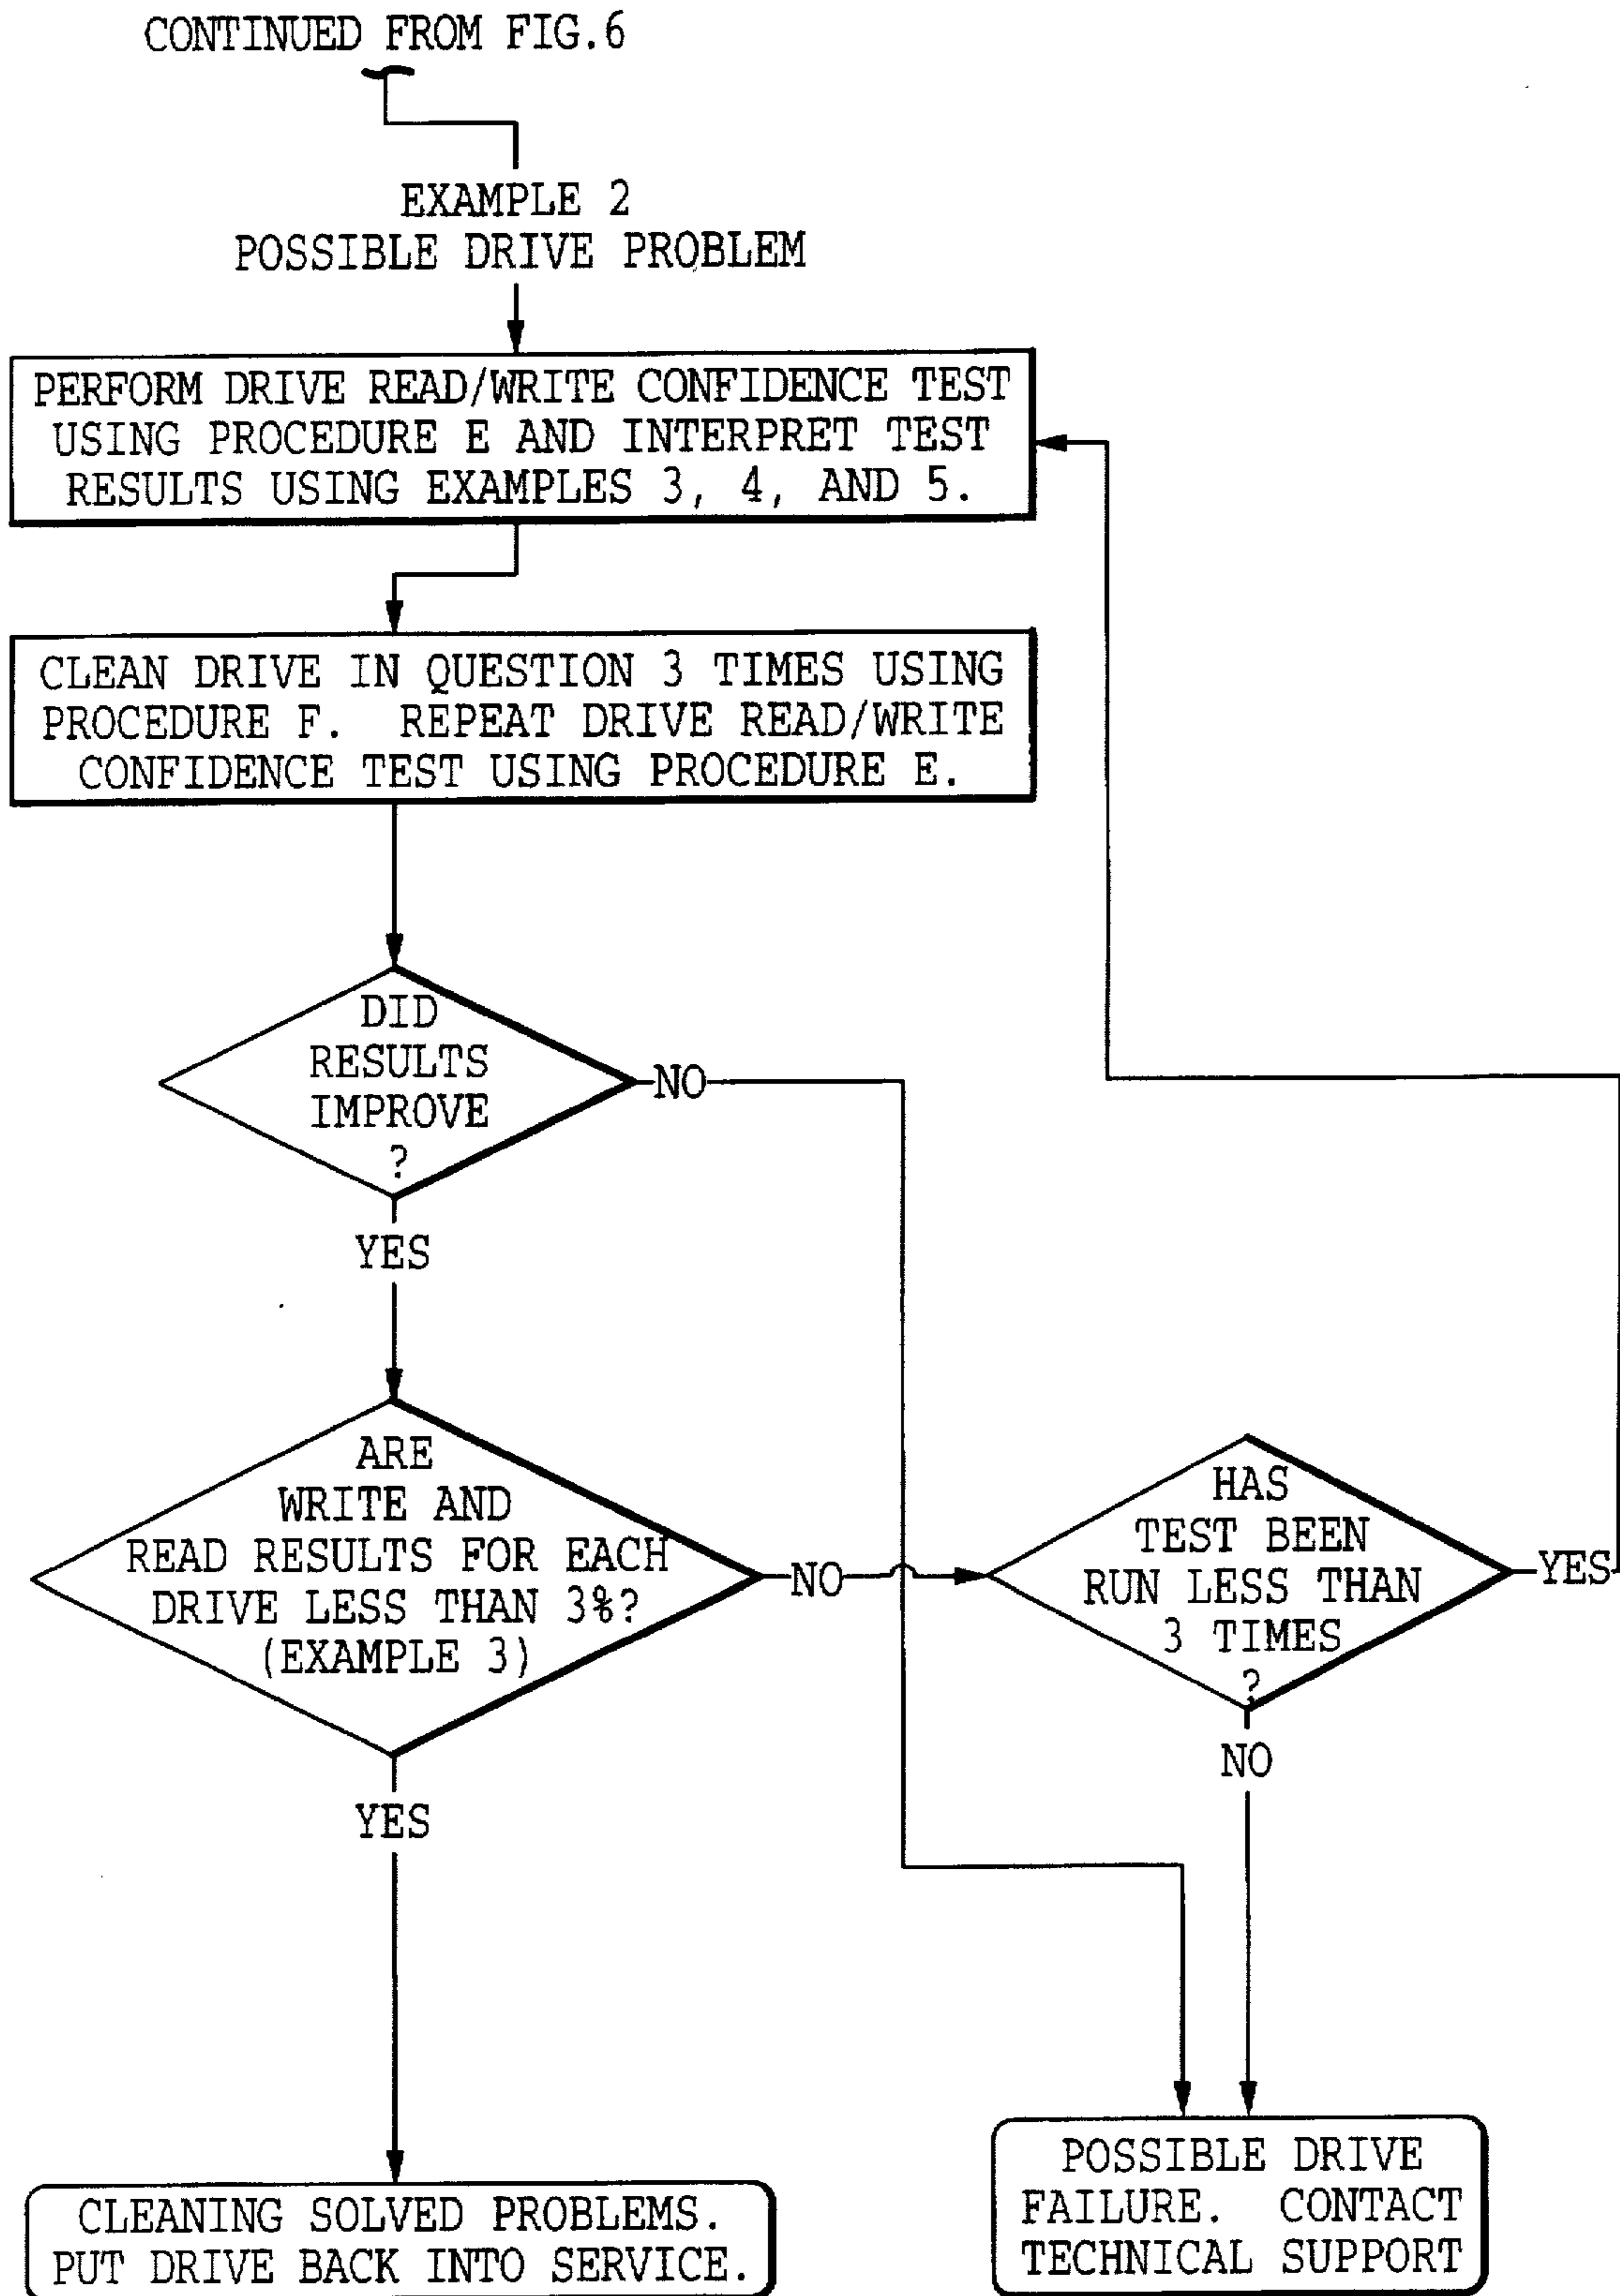 CONTINUED FROM FIG.6
EXAMPLE 2
POSSIBLE DRIVE PROBLEM
PERFORM DRIVE READ/WRITE CONFIDENCE TEST
USING PROCEDURE E AND INTERPRET TEST
RESULTS USING EXAMPLES 3, 4, AND 5.
CLEAN DRIVE IN QUESTION 3 TIMES USING
PROCEDURE F. REPEAT DRIVE READ/WRITE
CONFIDENCE TEST USING PROCEDURE E.
DID
RESULTS
IMPROVE
?
NO
YES
ARE
WRITE AND
READ RESULTS FOR EACH
DRIVE LESS THAN 3%?
(EXAMPLE 3)
NO
HAS
TEST BEEN
RUN LESS THAN
3 TIMES
?
YES
NO
YES
CLEANING SOLVED PROBLEMS.
PUT DRIVE BACK INTO SERVICE.
POSSIBLE DRIVE
FAILURE. CONTACT
TECHNICAL SUPPORT